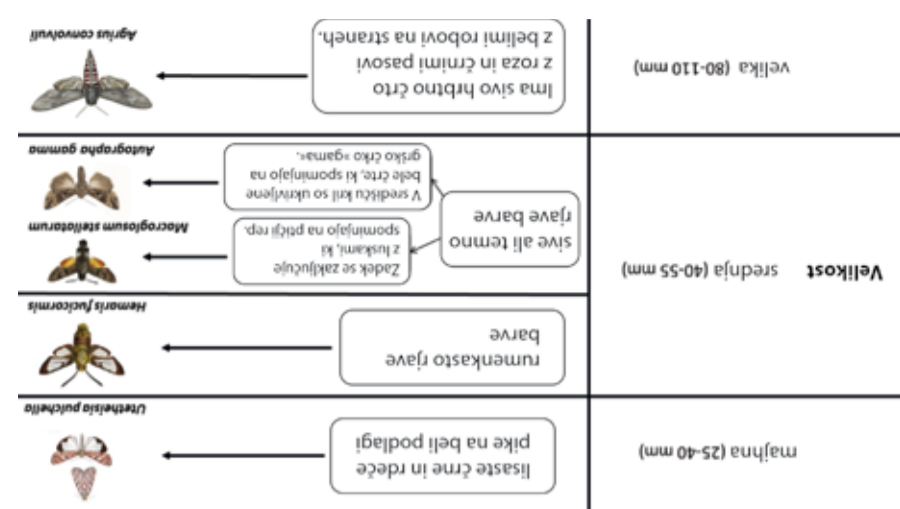 majhna (25-40 mm)
lisaste črne in rdeče
pike na beli podlagi
Utetheisia pulchella
Velikost
srednja (40-55 mm)
rumenkasto rjave
barve
Hemaris fucicormis
sive ali temno
rjave barve
Zadek se zaključuje
z luskami, ki
spominjajo na ptičji rep.
Macroglosum stellatarum
V središču kril so ukrivljene
bele črte, ki spominjajo na
grško črko »gama«.
Autographa gamma
velika (80-110 mm)
Ima sivo hrbtno črto
z roza in črnimi pasovi
z belimi robovi na straneh.
Agrius convolvuli